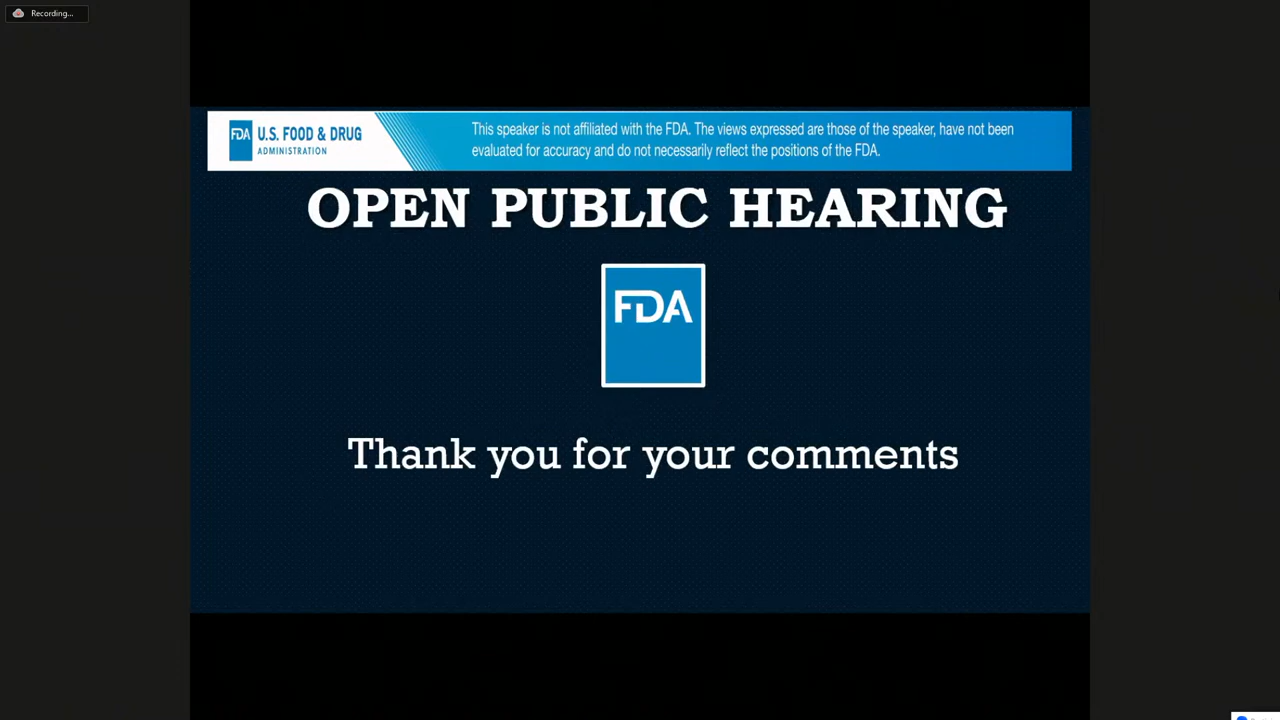 Recording...
FDA U.S. FOOD & DRUG
ADMINISTRATION
This speaker is not affiliated with the FDA. The views expressed are those of the speaker, have not been
evaluated for accuracy and do not necessarily reflect the positions of the FDA.
OPEN PUBLIC HEARING
FDA
Thank you for your comments